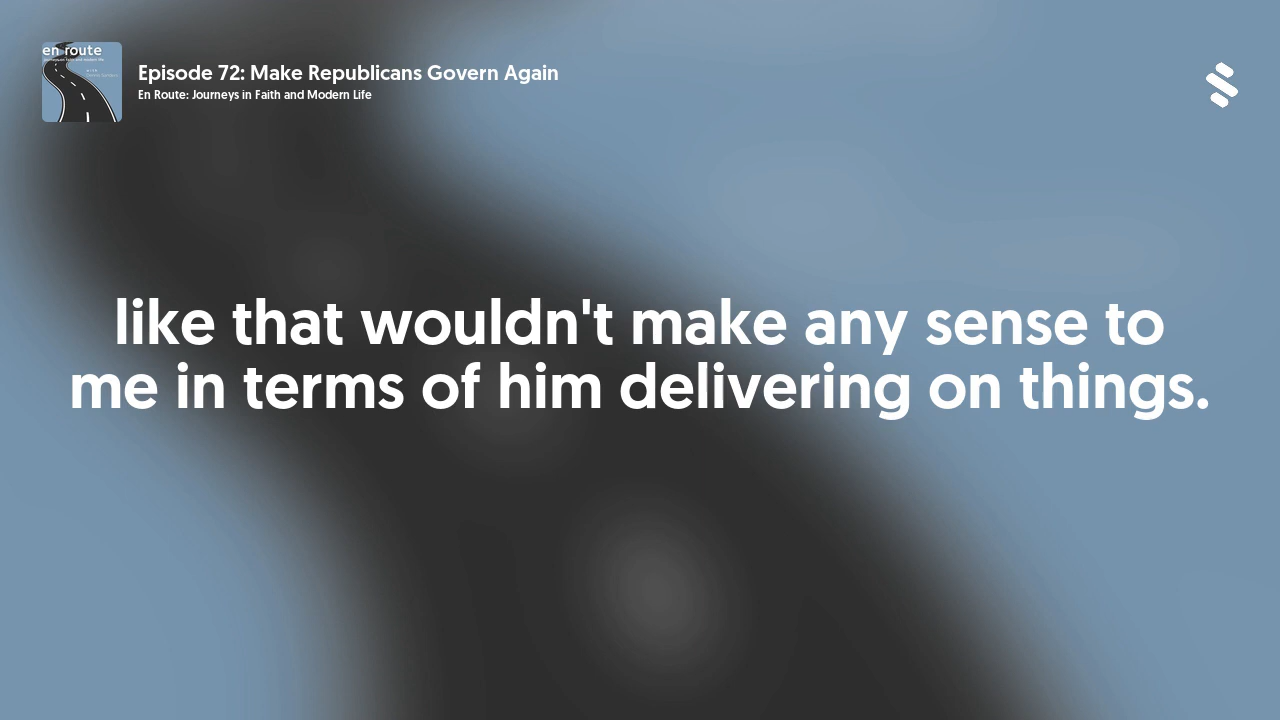 en route
Episode 72: Make Republicans Govern Again
En Route: Journeys in Faith and Modern Life
like that wouldn't make any sense to
me in terms of him delivering on things.